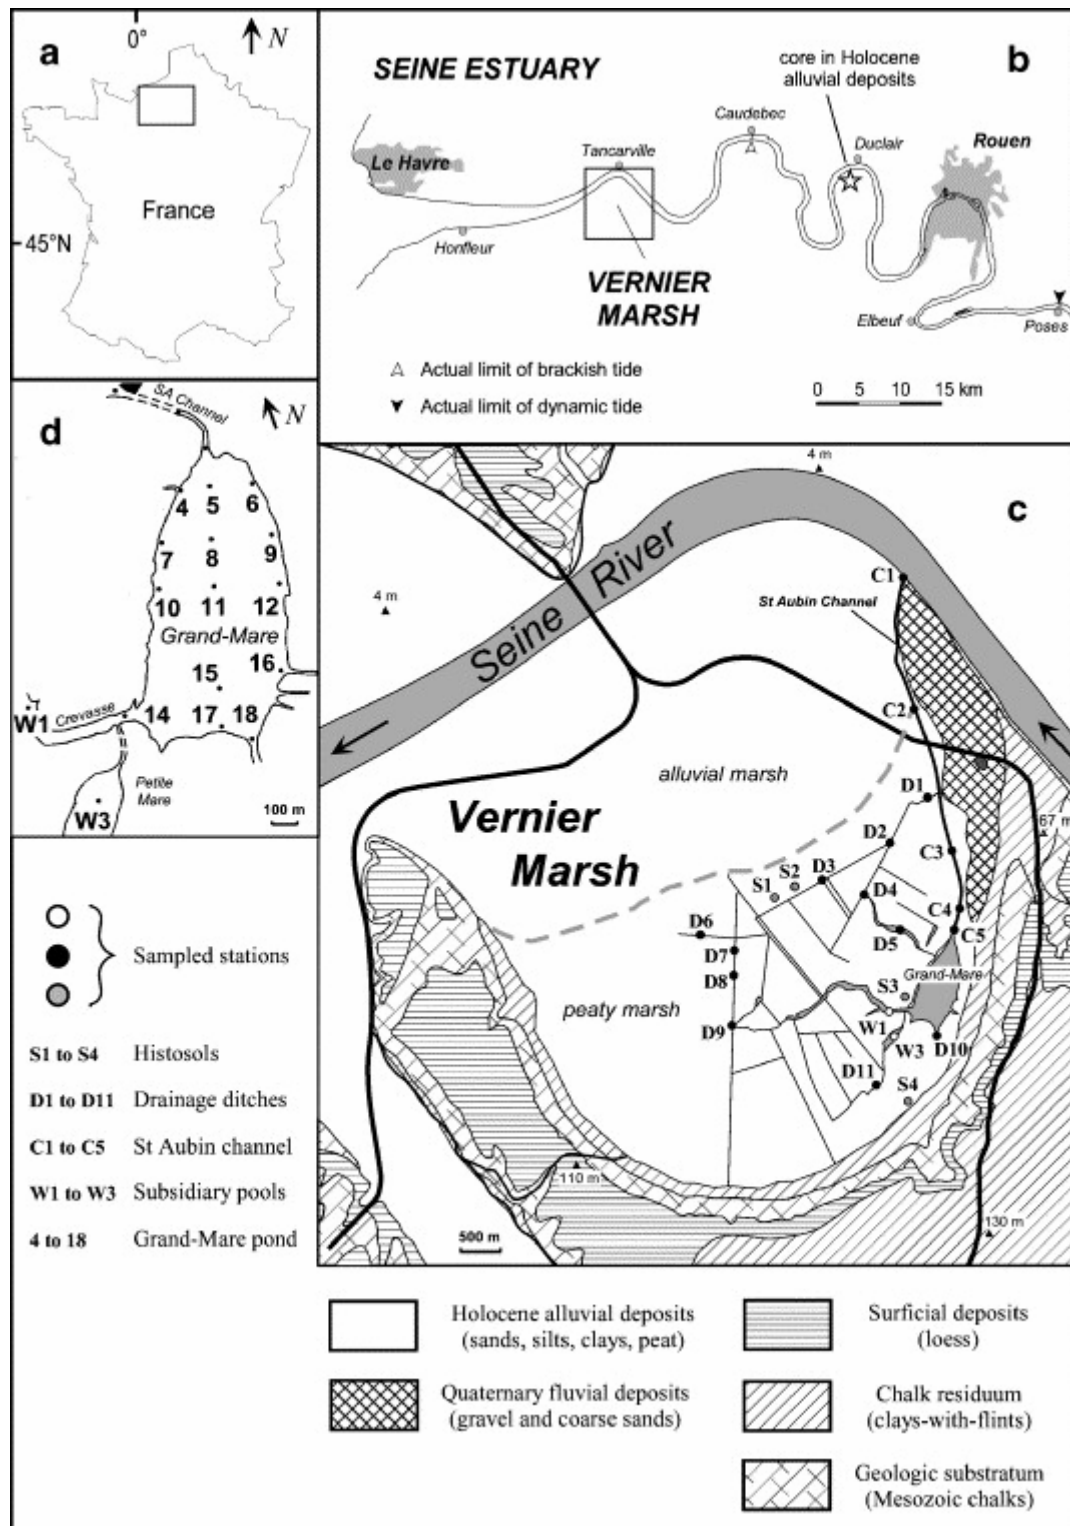 a
0°
N
France
45°N
b
SEINE ESTUARY
core in Holocene
alluvial deposits
Caudebec
Duclair
Rouen
Tancarville
Le Havre
Honfleur
VERNIER
MARSH
Elbeuf
Poses
Actual limit of brackish tide
Actual limit of dynamic tide
0 5 10 15 km
d
SA Channel
N
4 5 6
7 8 9
10 11 12
Grand-Mare
15 16
W1 Crevasse 14 17 18
Petite
Mare
W3
100 m
c
4 m
4 m
Seine River
C1
St Aubin Channel
C2
alluvial marsh
Vernier
Marsh
D1
67 m
D2
C3
S1 S2 D3
D4
C4
D6
D5
C5
D7
Grand-Mare
D8
S3
peaty marsh
D9
W1
W3
D10
D11
S4
110 m
500 m
130 m
Sampled stations
S1 to S4 Histosols
D1 to D11 Drainage ditches
C1 to C5 St Aubin channel
W1 to W3 Subsidiary pools
4 to 18 Grand-Mare pond
Holocene alluvial deposits
(sands, silts, clays, peat)
Surficial deposits
(loess)
Quaternary fluvial deposits
(gravel and coarse sands)
Chalk residuum
(clays-with-flints)
Geologic substratum
(Mesozoic chalks)